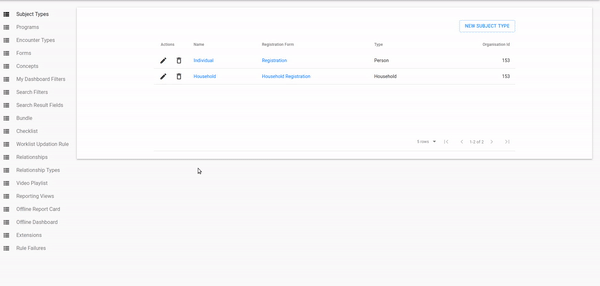 Subject Types
Programs
Encounter Types
Forms
Concepts
My Dashboard Filters
Search Filters
Search Result Fields
Bundle
Checklist
Worklist Updation Rule
Relationships
Relationship Types
Video Playlist
Reporting Views
Offline Report Card
Offline Dashboard
Extensions
Rule Failures
NEW SUBJECT TYPE
Actions Name Registration Form Type Organisation Id
Individual Registration Person 153
Household Household Registration Household 153
5 rows 1-2 of 2